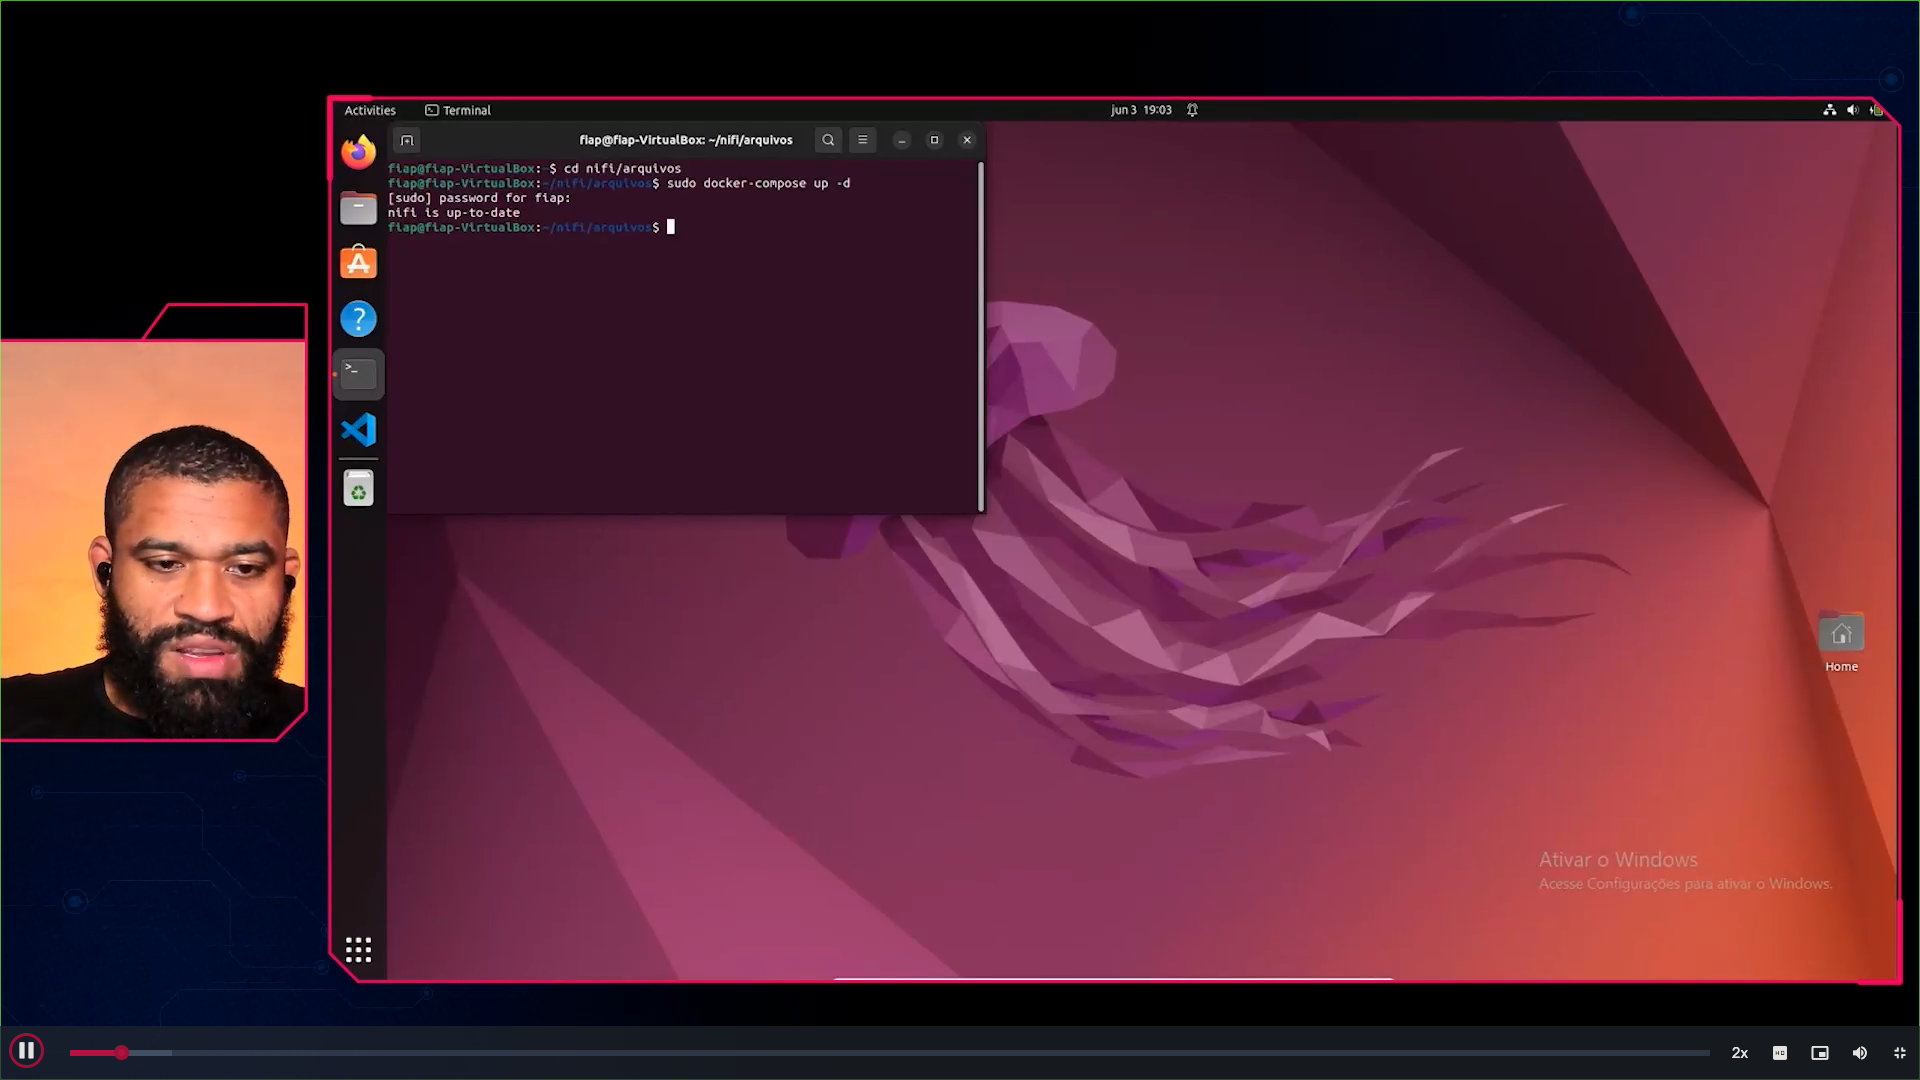 Activities
Terminal
jun 3 19:03
fiap@fiap-VirtualBox: ~/nifi/arquivos
fiap@fiap-VirtualBox:~$ cd nifi/arquivos
fiap@fiap-VirtualBox:~/nifi/arquivos$ sudo docker-compose up -d
[sudo] password for fiap:
nifi is up-to-date
fiap@fiap-VirtualBox:~/nifi/arquivos$
Home
Ativar o Windows
Acesse Configurações para ativar o Windows.
2x
HD